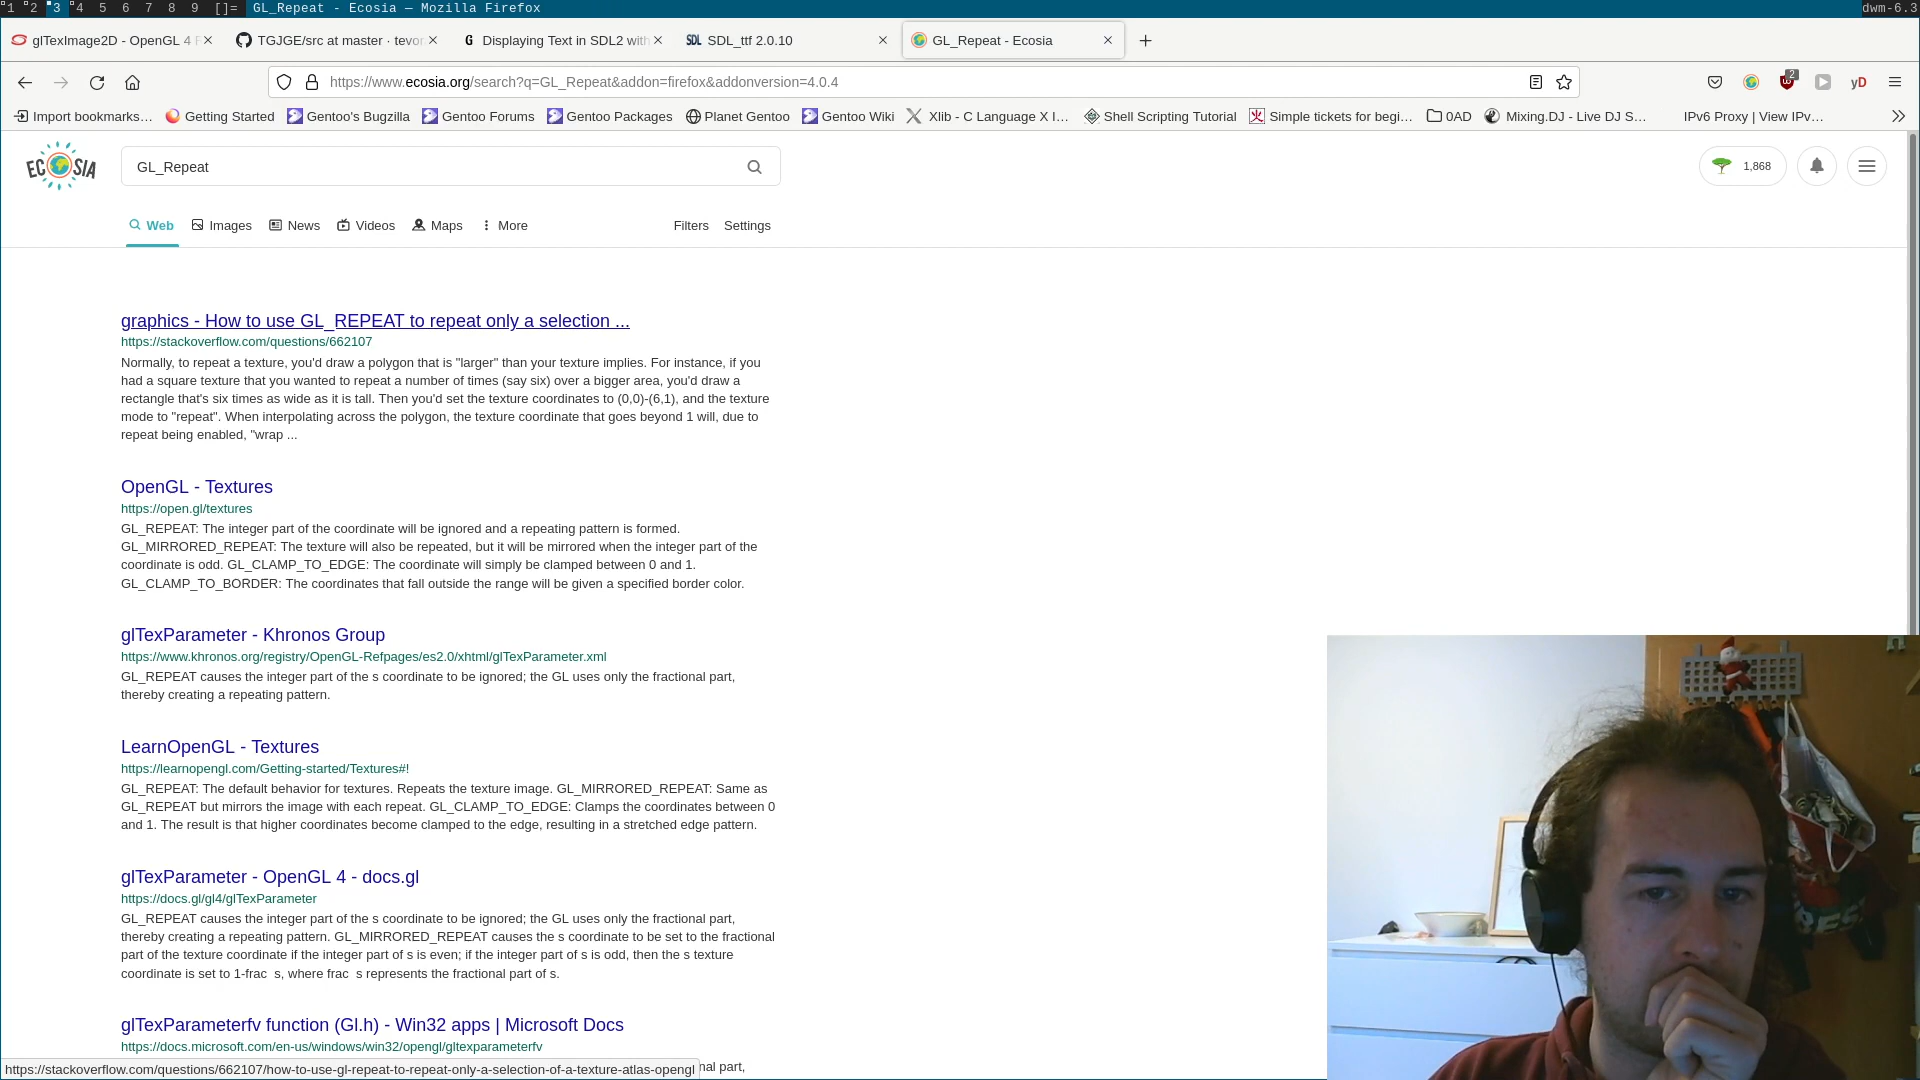 1 2 3 4 5 6 7 8 9 []= GL_Repeat - Ecosia — Mozilla Firefox dwm-6.3
glTexImage2D - OpenGL 4 TGJGE/src at master · tevor Displaying Text in SDL2 with SDL SDL_ttf 2.0.10 GL_Repeat - Ecosia
https://www.ecosia.org/search?q=GL_Repeat&addon=firefox&addonversion=4.0.4 2 yD
Import bookmarks… Getting Started Gentoo's Bugzilla Gentoo Forums Gentoo Packages Planet Gentoo Gentoo Wiki Xlib - C Language X I… Shell Scripting Tutorial Simple tickets for begi… 0AD Mixing.DJ - Live DJ S… IPv6 Proxy | View IPv…
ECOSIA GL_Repeat 1,868
Web Images News Videos Maps More Filters Settings
graphics - How to use GL_REPEAT to repeat only a selection ...
https://stackoverflow.com/questions/662107
Normally, to repeat a texture, you'd draw a polygon that is "larger" than your texture implies. For instance, if you
had a square texture that you wanted to repeat a number of times (say six) over a bigger area, you'd draw a
rectangle that's six times as wide as it is tall. Then you'd set the texture coordinates to (0,0)-(6,1), and the texture
mode to "repeat". When interpolating across the polygon, the texture coordinate that goes beyond 1 will, due to
repeat being enabled, "wrap ...
OpenGL - Textures
https://open.gl/textures
GL_REPEAT: The integer part of the coordinate will be ignored and a repeating pattern is formed.
GL_MIRRORED_REPEAT: The texture will also be repeated, but it will be mirrored when the integer part of the
coordinate is odd. GL_CLAMP_TO_EDGE: The coordinate will simply be clamped between 0 and 1.
GL_CLAMP_TO_BORDER: The coordinates that fall outside the range will be given a specified border color.
glTexParameter - Khronos Group
https://www.khronos.org/registry/OpenGL-Refpages/es2.0/xhtml/glTexParameter.xml
GL_REPEAT causes the integer part of the s coordinate to be ignored; the GL uses only the fractional part,
thereby creating a repeating pattern.
LearnOpenGL - Textures
https://learnopengl.com/Getting-started/Textures#!
GL_REPEAT: The default behavior for textures. Repeats the texture image. GL_MIRRORED_REPEAT: Same as
GL_REPEAT but mirrors the image with each repeat. GL_CLAMP_TO_EDGE: Clamps the coordinates between 0
and 1. The result is that higher coordinates become clamped to the edge, resulting in a stretched edge pattern.
glTexParameter - OpenGL 4 - docs.gl
https://docs.gl/gl4/glTexParameter
GL_REPEAT causes the integer part of the s coordinate to be ignored; the GL uses only the fractional part,
thereby creating a repeating pattern. GL_MIRRORED_REPEAT causes the s coordinate to be set to the fractional
part of the texture coordinate if the integer part of s is even; if the integer part of s is odd, then the s texture
coordinate is set to 1-frac s, where frac s represents the fractional part of s.
glTexParameterfv function (Gl.h) - Win32 apps | Microsoft Docs
https://docs.microsoft.com/en-us/windows/win32/opengl/gltexparameterfv
nal part,
https://stackoverflow.com/questions/662107/how-to-use-gl-repeat-to-repeat-only-a-selection-of-a-texture-atlas-opengl